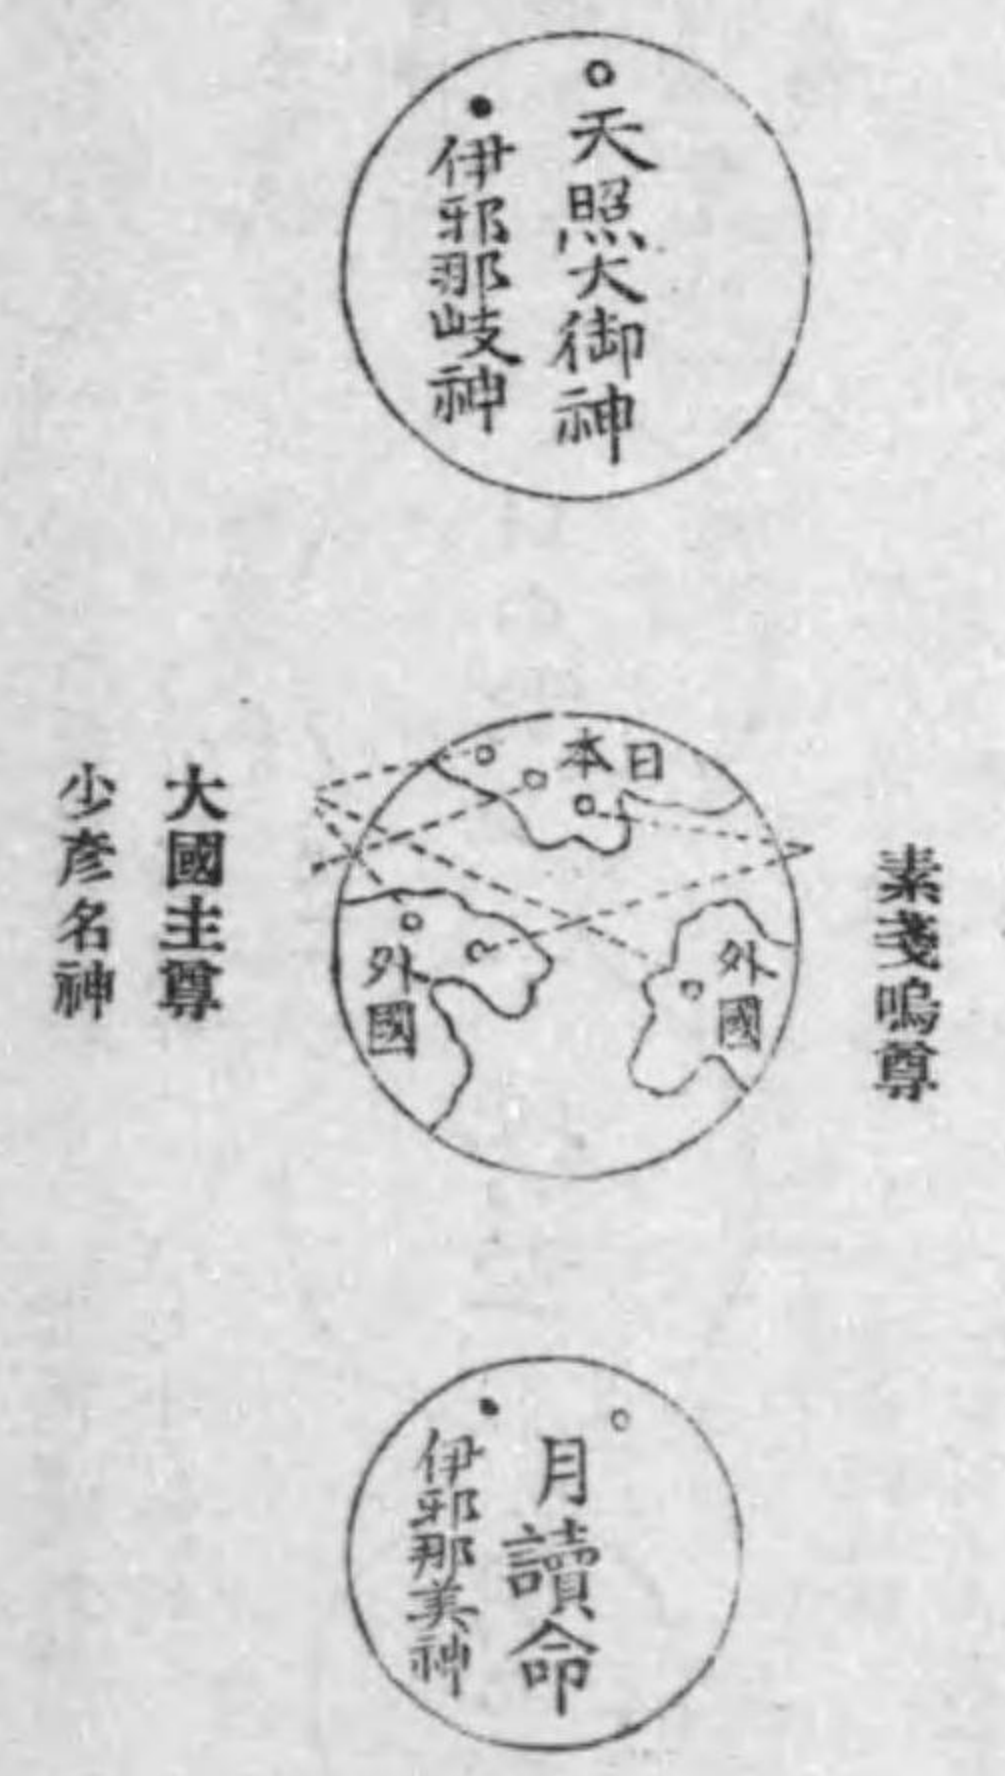 天照大御神
伊邪那岐神
日本
素戔嗚尊
外國
外國
大國主尊
少彦名神
月讀命
伊邪那美神